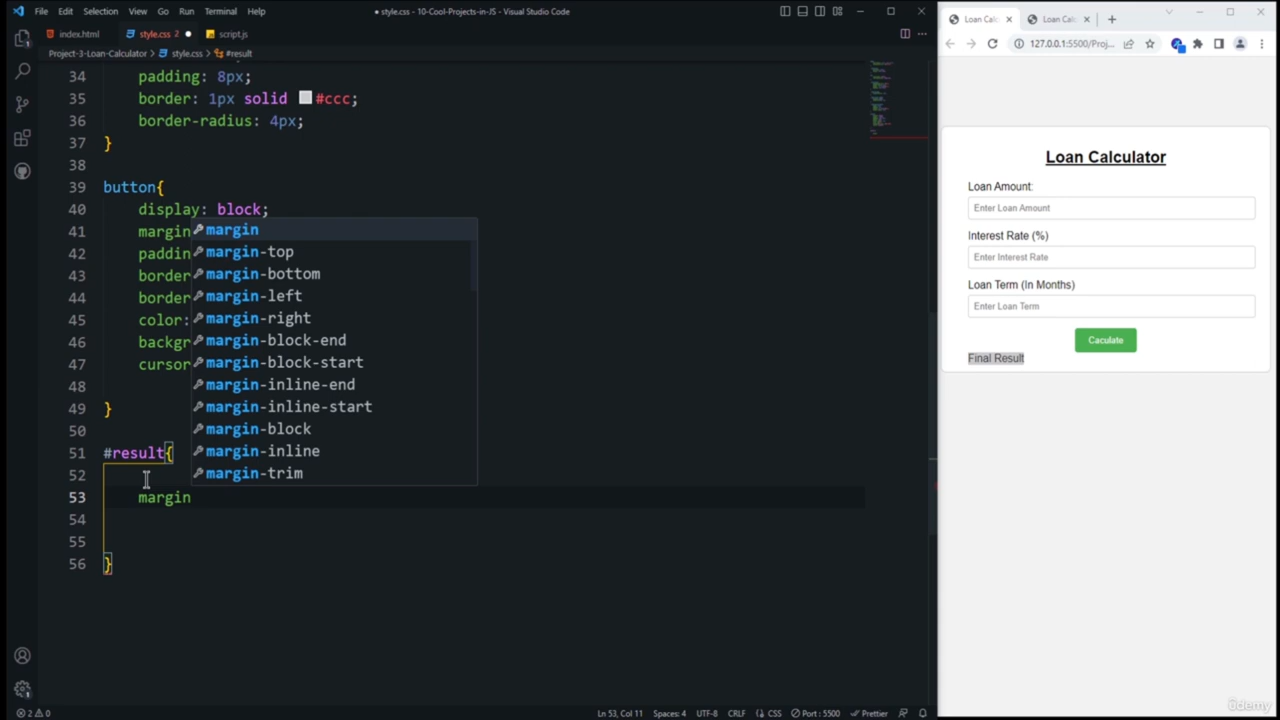 File Edit Selection View Go Run Terminal Help
● style.css - 10-Cool-Projects-in-JS - Visual Studio Code
index.html style.css 2 ● script.js
Project-3-Loan-Calculator > style.css > #result
34 padding: 8px;
35 border: 1px solid #ccc;
36 border-radius: 4px;
37 }
38
39 button{
40 display: block;
41 margin
42 paddin
43 border
44 border
45 color:
46 backgr
47 cursor
48
49 }
50
51 #result{
52
53 margin
54
55
56 }
margin
margin-top
margin-bottom
margin-left
margin-right
margin-block-end
margin-block-start
margin-inline-end
margin-inline-start
margin-block
margin-inline
margin-trim
2 0
Ln 53, Col 11 Spaces: 4 UTF-8 CRLF CSS Port : 5500 Prettier
Loan Calc
Loan Calc
127.0.0.1:5500/Proj...
Loan Calculator
Loan Amount:
Enter Loan Amount
Interest Rate (%)
Enter Interest Rate
Loan Term (In Months)
Enter Loan Term
Caculate
Final Result
ûdemy